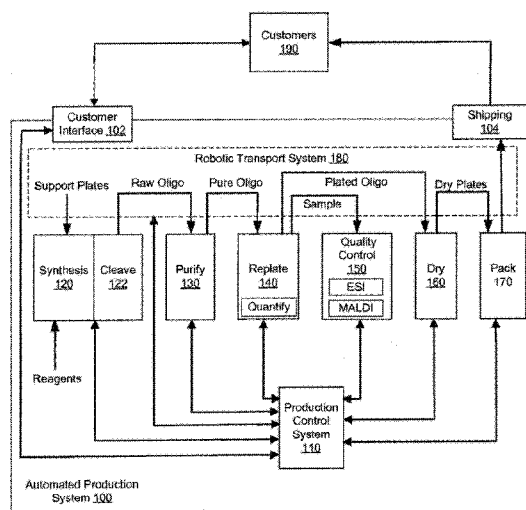 Customers
190
Customer
Interface 102
Shipping
104
Robotic Transport System 180
Support Plates
Raw Oligo
Pure Oligo
Plated Oligo
Dry Plates
Sample
Synthesis
120
Cleave
122
Purify
130
Replate
140
Quantify
Quality
Control
150
ESI
MALDI
Dry
160
Pack
170
Reagents
Production
Control
System
110
Automated Production
System 100